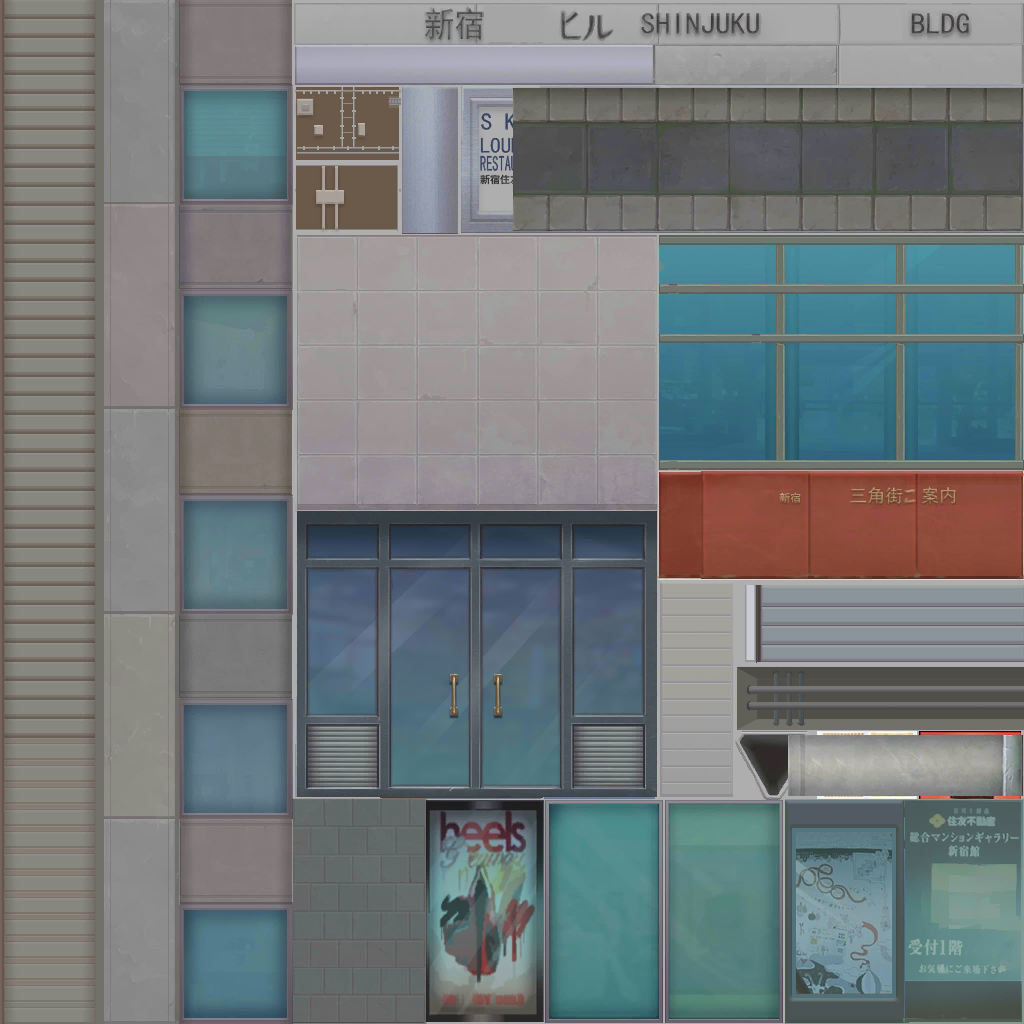 新宿 ヒル SHINJUKU BLDG
S K
LOU
RESTAU
新宿住
新宿 三角街ご案内
heels
住友不動産
総合マンションギャラリー
新宿館
受付1階
お気軽にご来場下さい